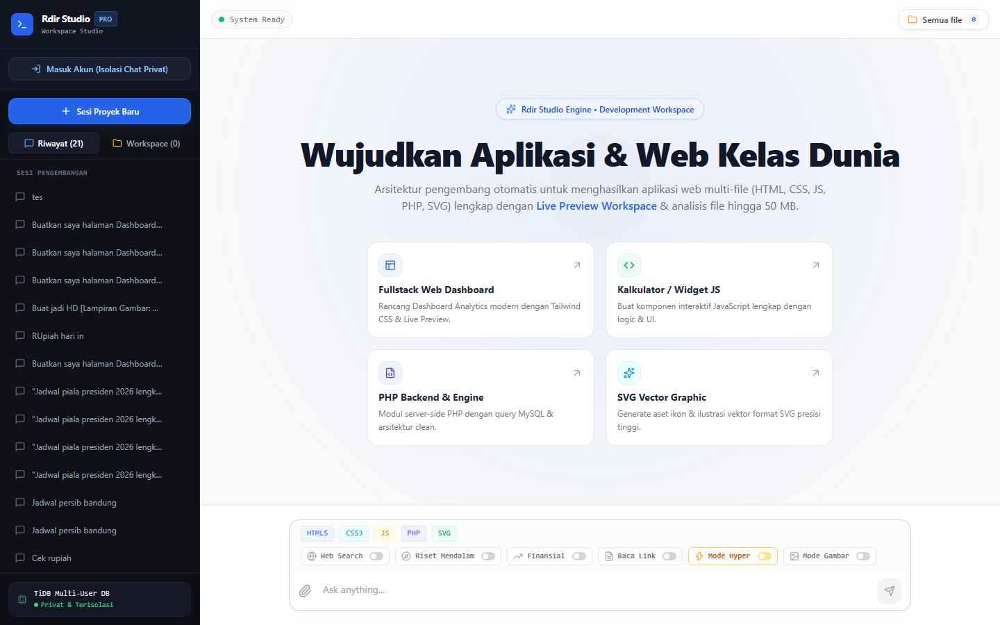 Rdir Studio PRO
Workspace Studio
Masuk Akun (Isolasi Chat Privat)
Sesi Proyek Baru
Riwayat (21)
Workspace (0)
SESI PENGEMBANGAN
tes
Buatkan saya halaman Dashboard...
Buatkan saya halaman Dashboard...
Buatkan saya halaman Dashboard...
Buat jadi HD [Lampiran Gambar: ...
RUpiah hari in
Buatkan saya halaman Dashboard...
"Jadwal piala presiden 2026 lengk...
"Jadwal piala presiden 2026 lengk...
"Jadwal piala presiden 2026 lengk...
"Jadwal piala presiden 2026 lengk...
Jadwal persib bandung
Jadwal persib bandung
Cek rupiah
TiDB Multi-User DB
Privat & Terisolasi
System Ready
Semua file 0
Rdir Studio Engine • Development Workspace
Wujudkan Aplikasi & Web Kelas Dunia
Arsitektur pengembang otomatis untuk menghasilkan aplikasi web multi-file (HTML, CSS, JS,
PHP, SVG) lengkap dengan Live Preview Workspace & analisis file hingga 50 MB.
Fullstack Web Dashboard
Rancang Dashboard Analytics modern dengan Tailwind
CSS & Live Preview.
Kalkulator / Widget JS
Buat komponen interaktif JavaScript lengkap dengan
logic & UI.
PHP Backend & Engine
Modul server-side PHP dengan query MySQL &
arsitektur clean.
SVG Vector Graphic
Generate aset ikon & ilustrasi vektor format SVG presisi
tinggi.
HTML5 CSS3 JS PHP SVG
Web Search Riset Mendalam Finansial Baca Link Mode Hyper Mode Gambar
Ask anything...